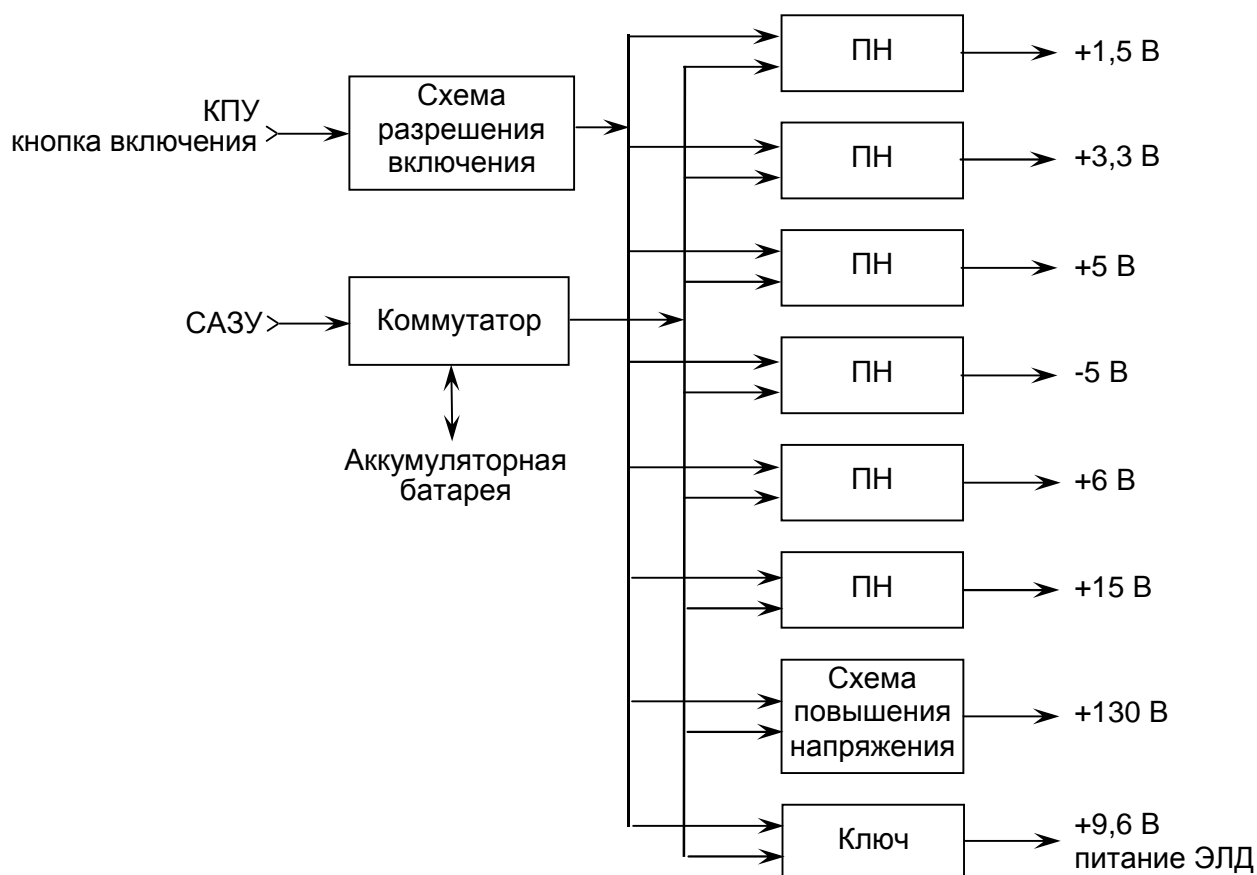 КПУ
кнопка включения
Схема
разрешения
включения
САЗУ
Коммутатор
Аккумуляторная
батарея
ПН
+1,5 В
ПН
+3,3 В
ПН
+5 В
ПН
-5 В
ПН
+6 В
ПН
+15 В
Схема
повышения
напряжения
+130 В
Ключ
+9,6 В
питание ЭЛД